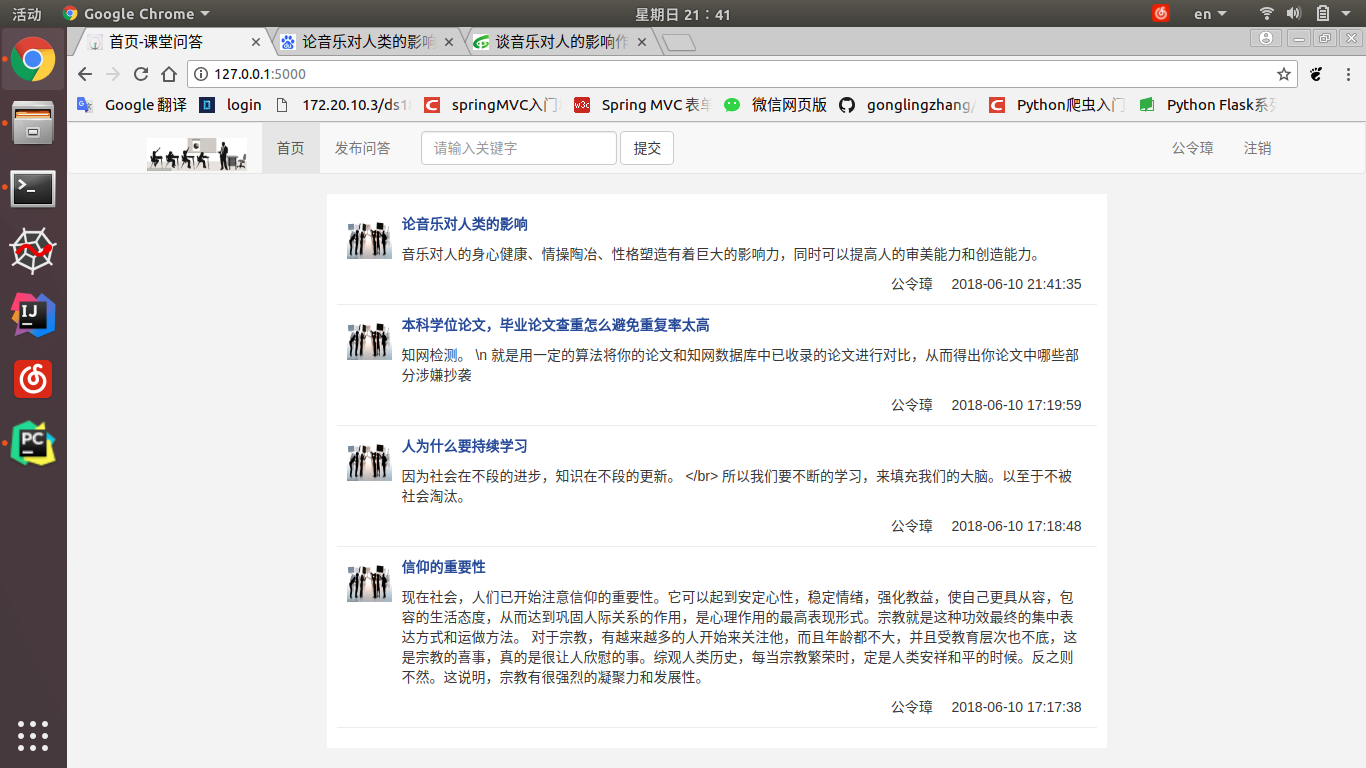 活动 Google Chrome 星期日 21：41 en
首页-课堂问答 论音乐对人类的影响 谈音乐对人的影响作
127.0.0.1:5000
Google 翻译 login 172.20.10.3/ds1 springMVC入门 Spring MVC 表单 微信网页版 gonglingzhang/ Python爬虫入门 Python Flask系列
首页 发布问答 请输入关键字 提交 公令璋 注销
论音乐对人类的影响
音乐对人的身心健康、情操陶冶、性格塑造有着巨大的影响力，同时可以提高人的审美能力和创造能力。
公令璋 2018-06-10 21:41:35
本科学位论文，毕业论文查重怎么避免重复率太高
知网检测。 \n 就是用一定的算法将你的论文和知网数据库中已收录的论文进行对比，从而得出你论文中哪些部
分涉嫌抄袭
公令璋 2018-06-10 17:19:59
人为什么要持续学习
因为社会在不段的进步，知识在不段的更新。 </br> 所以我们要不断的学习，来填充我们的大脑。以至于不被
社会淘汰。
公令璋 2018-06-10 17:18:48
信仰的重要性
现在社会，人们已开始注意信仰的重要性。它可以起到安定心性，稳定情绪，强化教益，使自己更具从容，包
容的生活态度，从而达到巩固人际关系的作用，是心理作用的最高表现形式。宗教就是这种功效最终的集中表
达方式和运做方法。 对于宗教，有越来越多的人开始来关注他，而且年龄都不大，并且受教育层次也不底，这
是宗教的喜事，真的是很让人欣慰的事。综观人类历史，每当宗教繁荣时，定是人类安祥和平的时候。反之则
不然。这说明，宗教有很强烈的凝聚力和发展性。
公令璋 2018-06-10 17:17:38